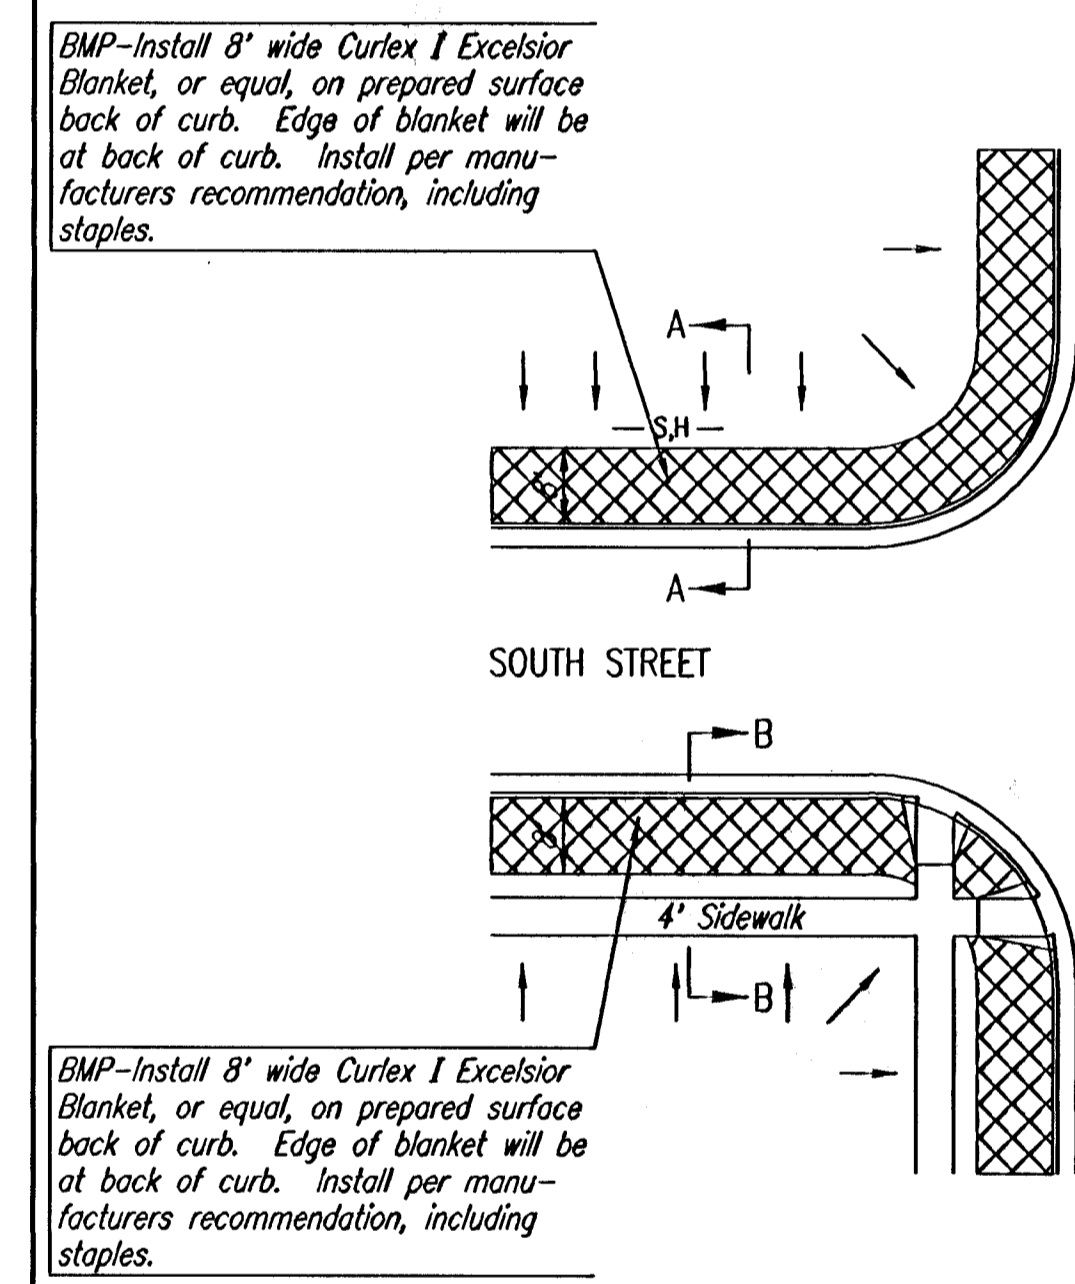 BMP-Install 8' wide Curlex I Excelsior
Blanket, or equal, on prepared surface
back of curb. Edge of blanket will be
at back of curb. Install per manu-
facturers recommendation, including
staples.
A
S,H
8'
A
SOUTH STREET
B
8'
4' Sidewalk
B
BMP-Install 8' wide Curlex I Excelsior
Blanket, or equal, on prepared surface
back of curb. Edge of blanket will be
at back of curb. Install per manu-
facturers recommendation, including
staples.